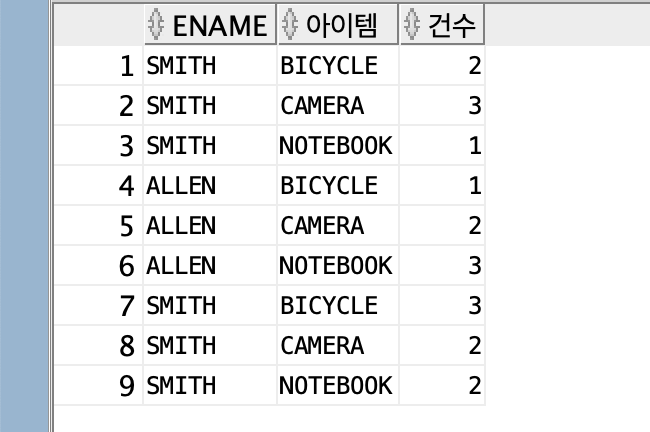 ENAME 아이템 건수
1 SMITH BICYCLE 2
2 SMITH CAMERA 3
3 SMITH NOTEBOOK 1
4 ALLEN BICYCLE 1
5 ALLEN CAMERA 2
6 ALLEN NOTEBOOK 3
7 SMITH BICYCLE 3
8 SMITH CAMERA 2
9 SMITH NOTEBOOK 2